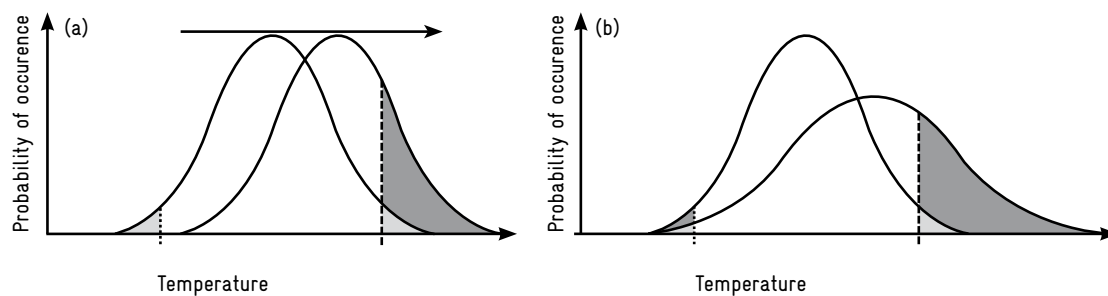 (a)
Probability of occurence
Temperature
(b)
Probability of occurence
Temperature